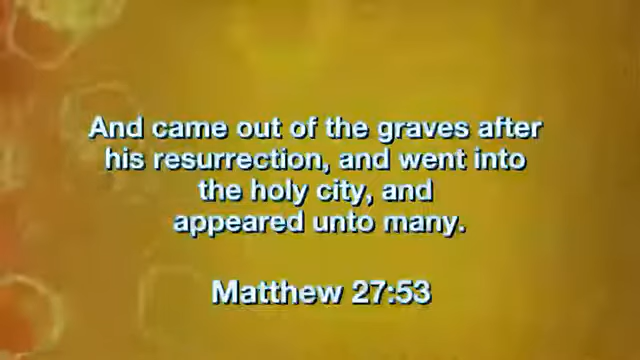 And came out of the graves after
his resurrection, and went into
the holy city, and
appeared unto many.
Matthew 27:53